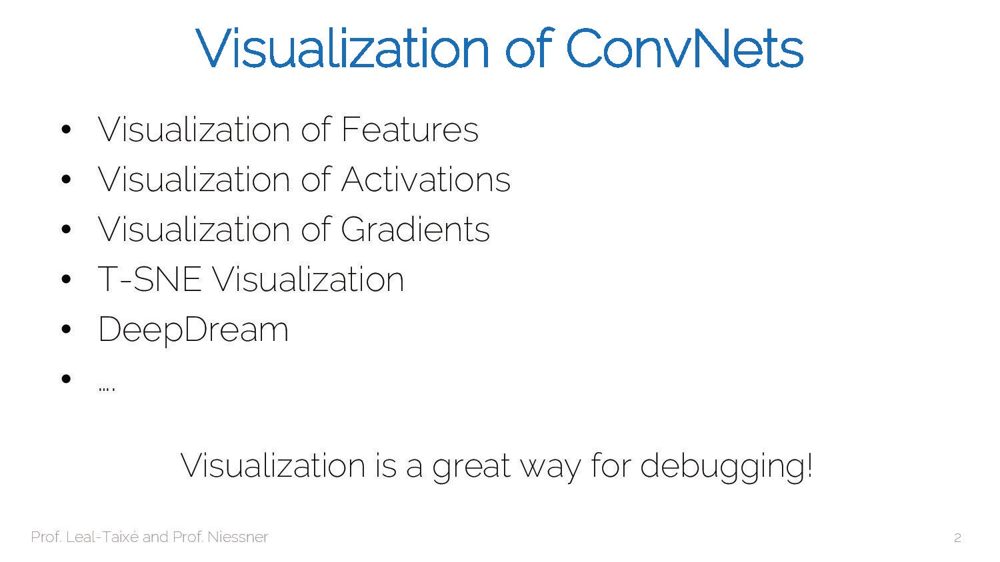 Visualization of ConvNets
• Visualization of Features
• Visualization of Activations
• Visualization of Gradients
• T-SNE Visualization
• DeepDream
• ….
Visualization is a great way for debugging!
Prof. Leal-Taixé and Prof. Niessner
2